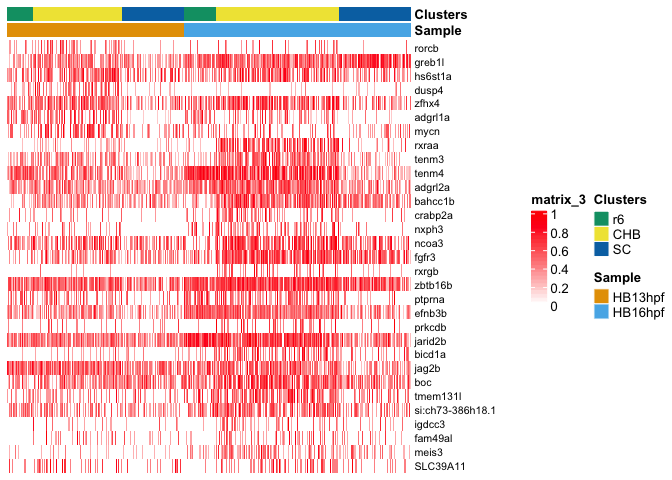 Clusters
Sample
rorcb
greb1l
hs6st1a
dusp4
zfhx4
adgrl1a
mycn
rxraa
tenm3
tenm4
adgrl2a
bahcc1b
crabp2a
nxph3
ncoa3
fgfr3
rxrgb
zbtb16b
ptprna
efnb3b
prkcdb
jarid2b
bicd1a
jag2b
boc
tmem131l
si:ch73-386h18.1
igdcc3
fam49al
meis3
SLC39A11
matrix_3
1
0.8
0.6
0.4
0.2
0
Clusters
r6
CHB
SC
Sample
HB13hpf
HB16hpf